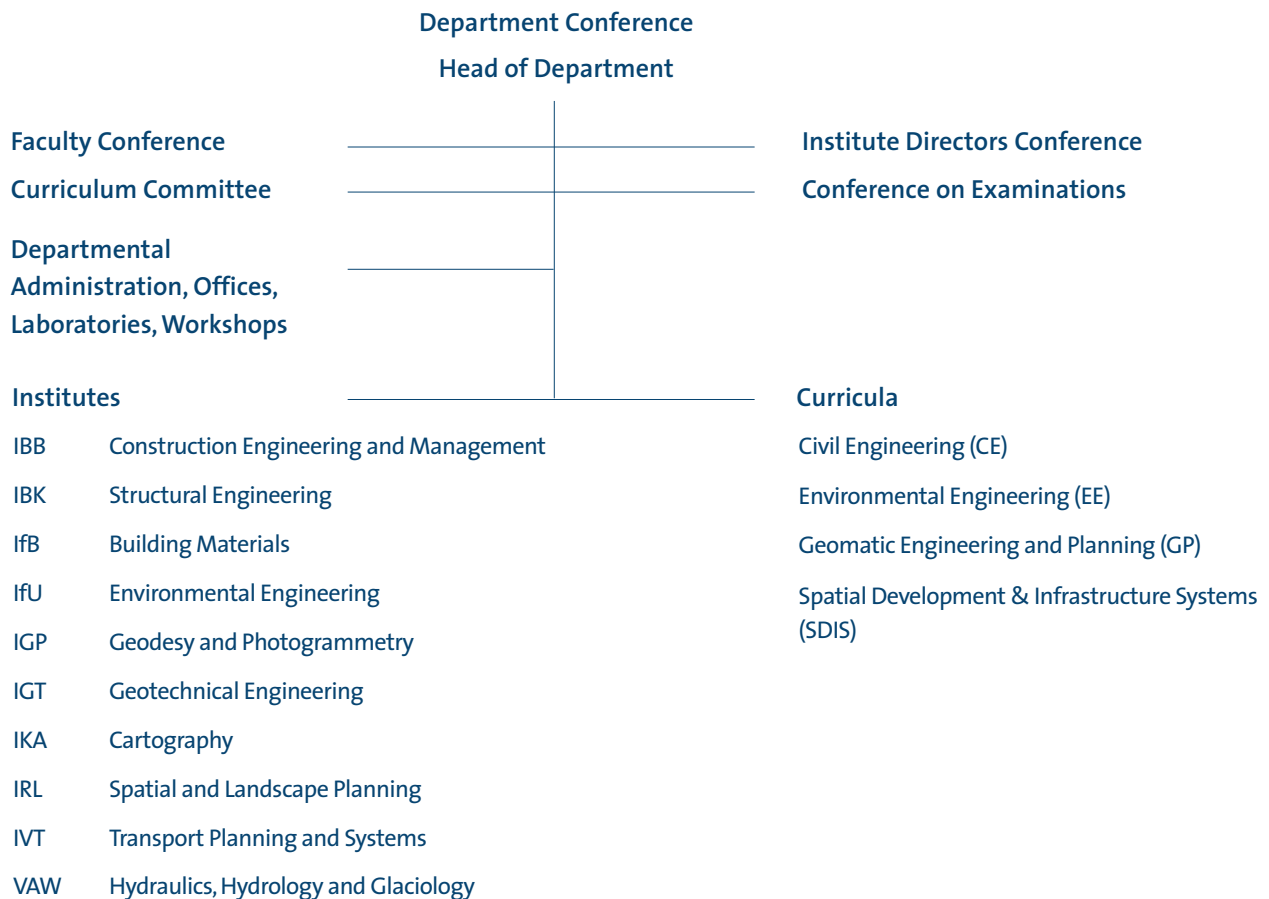 Department Conference
Head of Department
Faculty Conference
Institute Directors Conference
Curriculum Committee
Conference on Examinations
Departmental
Administration, Offices,
Laboratories, Workshops
Institutes
IBB Construction Engineering and Management
IBK Structural Engineering
IfB Building Materials
IfU Environmental Engineering
IGP Geodesy and Photogrammetry
IGT Geotechnical Engineering
IKA Cartography
IRL Spatial and Landscape Planning
IVT Transport Planning and Systems
VAW Hydraulics, Hydrology and Glaciology
Curricula
Civil Engineering (CE)
Environmental Engineering (EE)
Geomatic Engineering and Planning (GP)
Spatial Development & Infrastructure Systems
(SDIS)